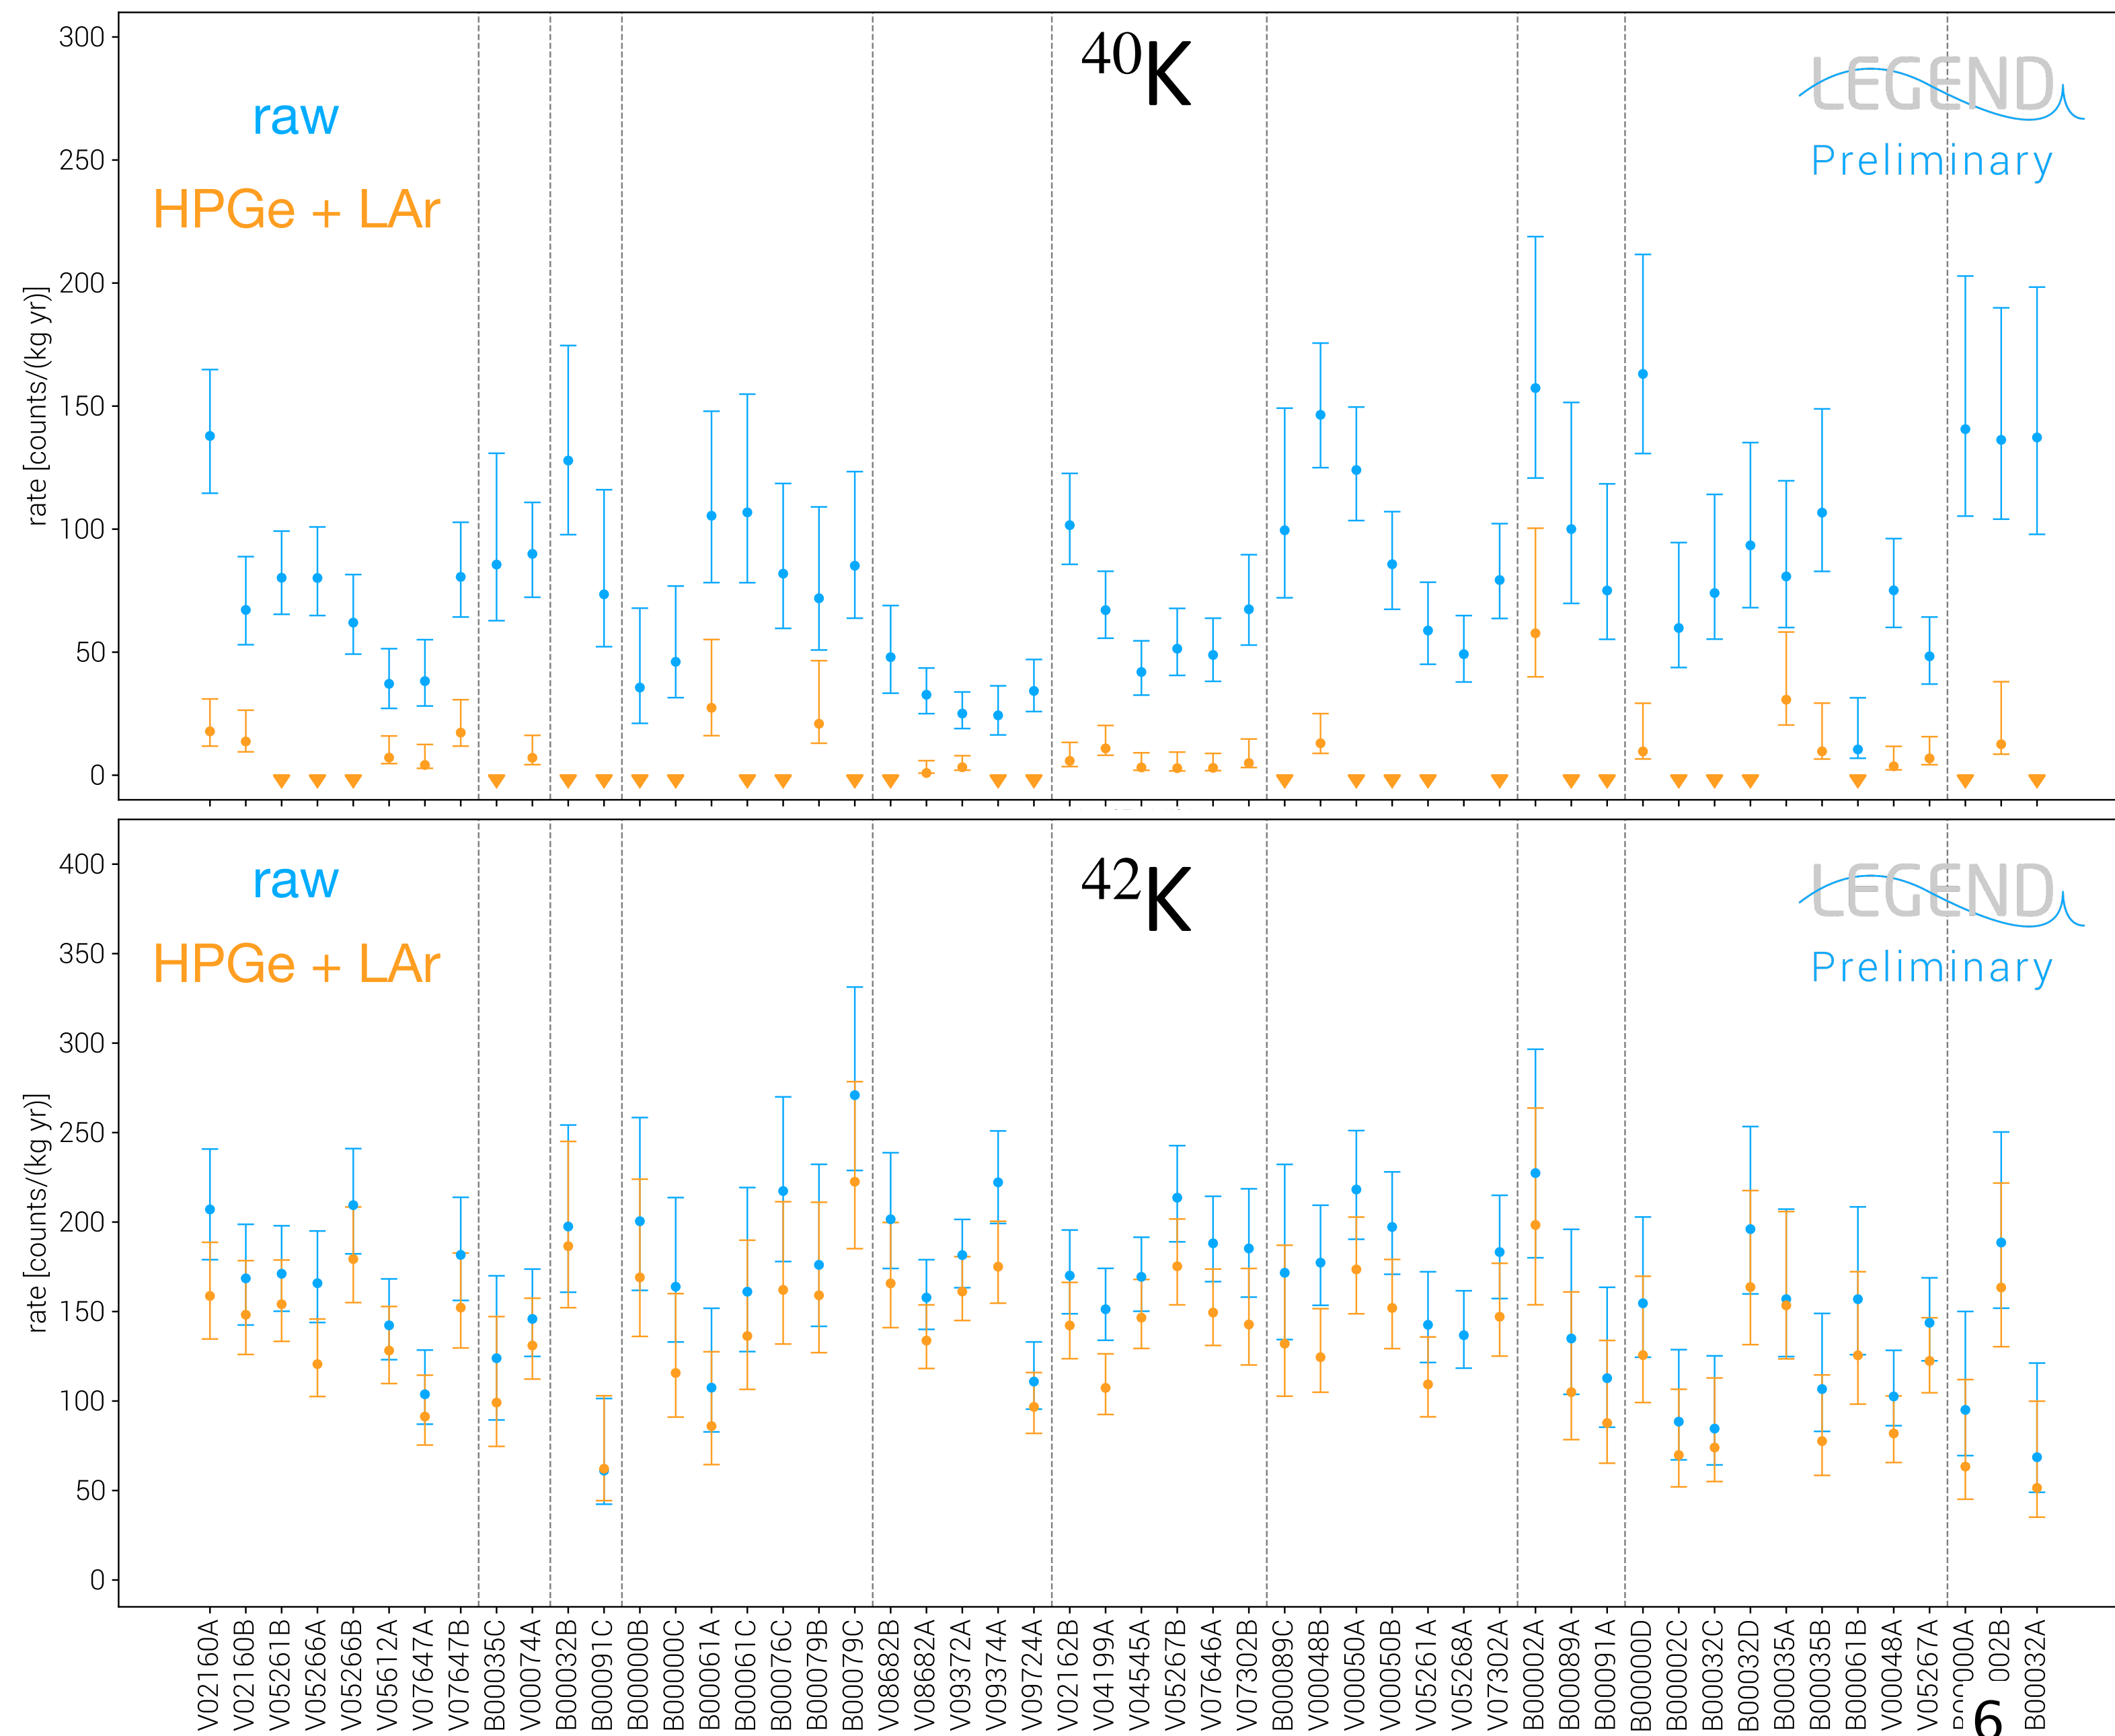 300
250
200
150
100
50
0
rate [counts/(kg yr)]
raw
HPGe + LAr
⁴⁰K
LEGEND
Preliminary
400
350
300
250
200
150
100
50
0
rate [counts/(kg yr)]
raw
HPGe + LAr
⁴²K
LEGEND
Preliminary
V02160A
V02160B
V05261B
V05266A
V05266B
V05612A
V07647A
V07647B
B00035C
V00074A
B00032B
B00091C
B00000B
B00000C
B00061A
B00061C
B00076C
B00079B
B00079C
V08682B
V08682A
V09372A
V09374A
V09724A
V02162B
V04199A
V04545A
V05267B
V07646A
V07302B
B00089C
V00048B
V00050A
V00050B
V05261A
V05268A
V07302A
B00002A
B00089A
B00091A
B00000D
B00002C
B00032C
B00032D
B00035A
B00035B
B00061B
V00048A
V05267A
000A
002B
B00032A
6